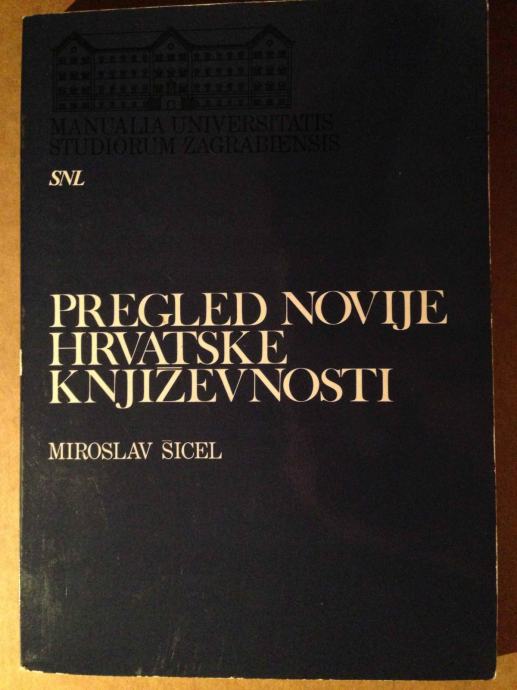 MANUALIA UNIVERSITATIS
STUDIORUM ZAGRABIENSIS
SNL
PREGLED NOVIJE
HRVATSKE
KNJIŽEVNOSTI
MIROSLAV ŠICEL